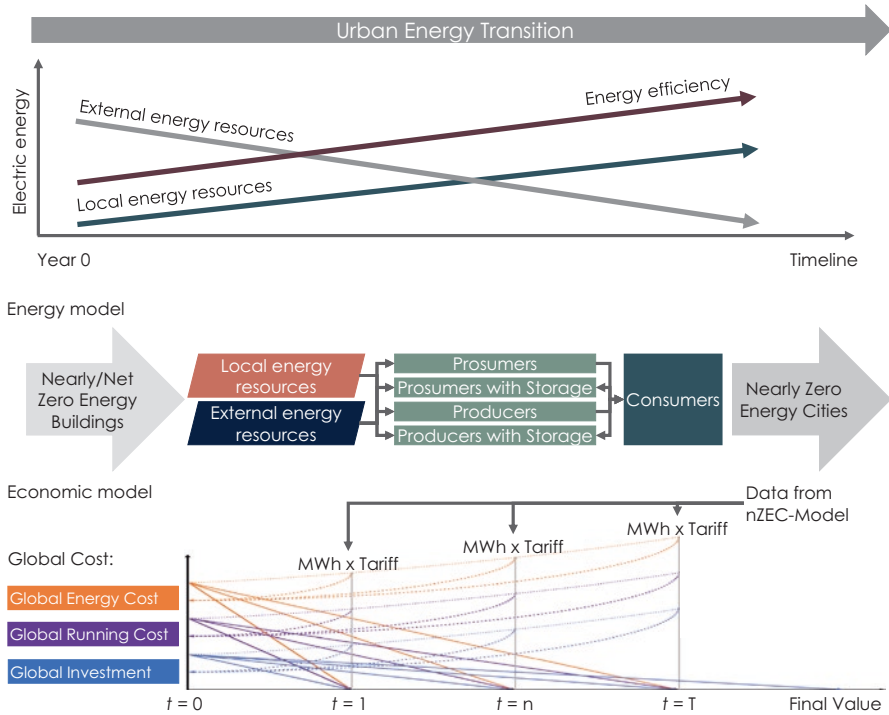 Urban Energy Transition
Electric energy
External energy resources
Energy efficiency
Local energy resources
Year 0
Timeline
Energy model
Nearly/Net
Zero Energy
Buildings
Local energy
resources
External energy
resources
Prosumers
Prosumers with Storage
Producers
Producers with Storage
Consumers
Nearly Zero
Energy Cities
Economic model
Data from
nZEC-Model
Global Cost:
MWh x Tariff
MWh x Tariff
MWh x Tariff
Global Energy Cost
Global Running Cost
Global Investment
t = 0
t = 1
t = n
t = T
Final Value